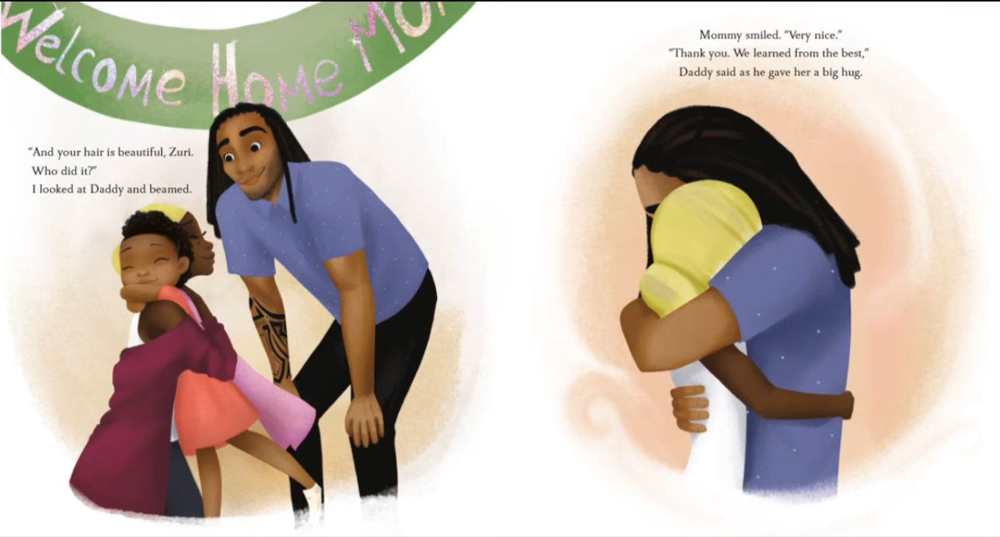 Welcome Home Mo
“And your hair is beautiful, Zuri.
Who did it?”
I looked at Daddy and beamed.
Mommy smiled. “Very nice.”
“Thank you. We learned from the best,”
Daddy said as he gave her a big hug.